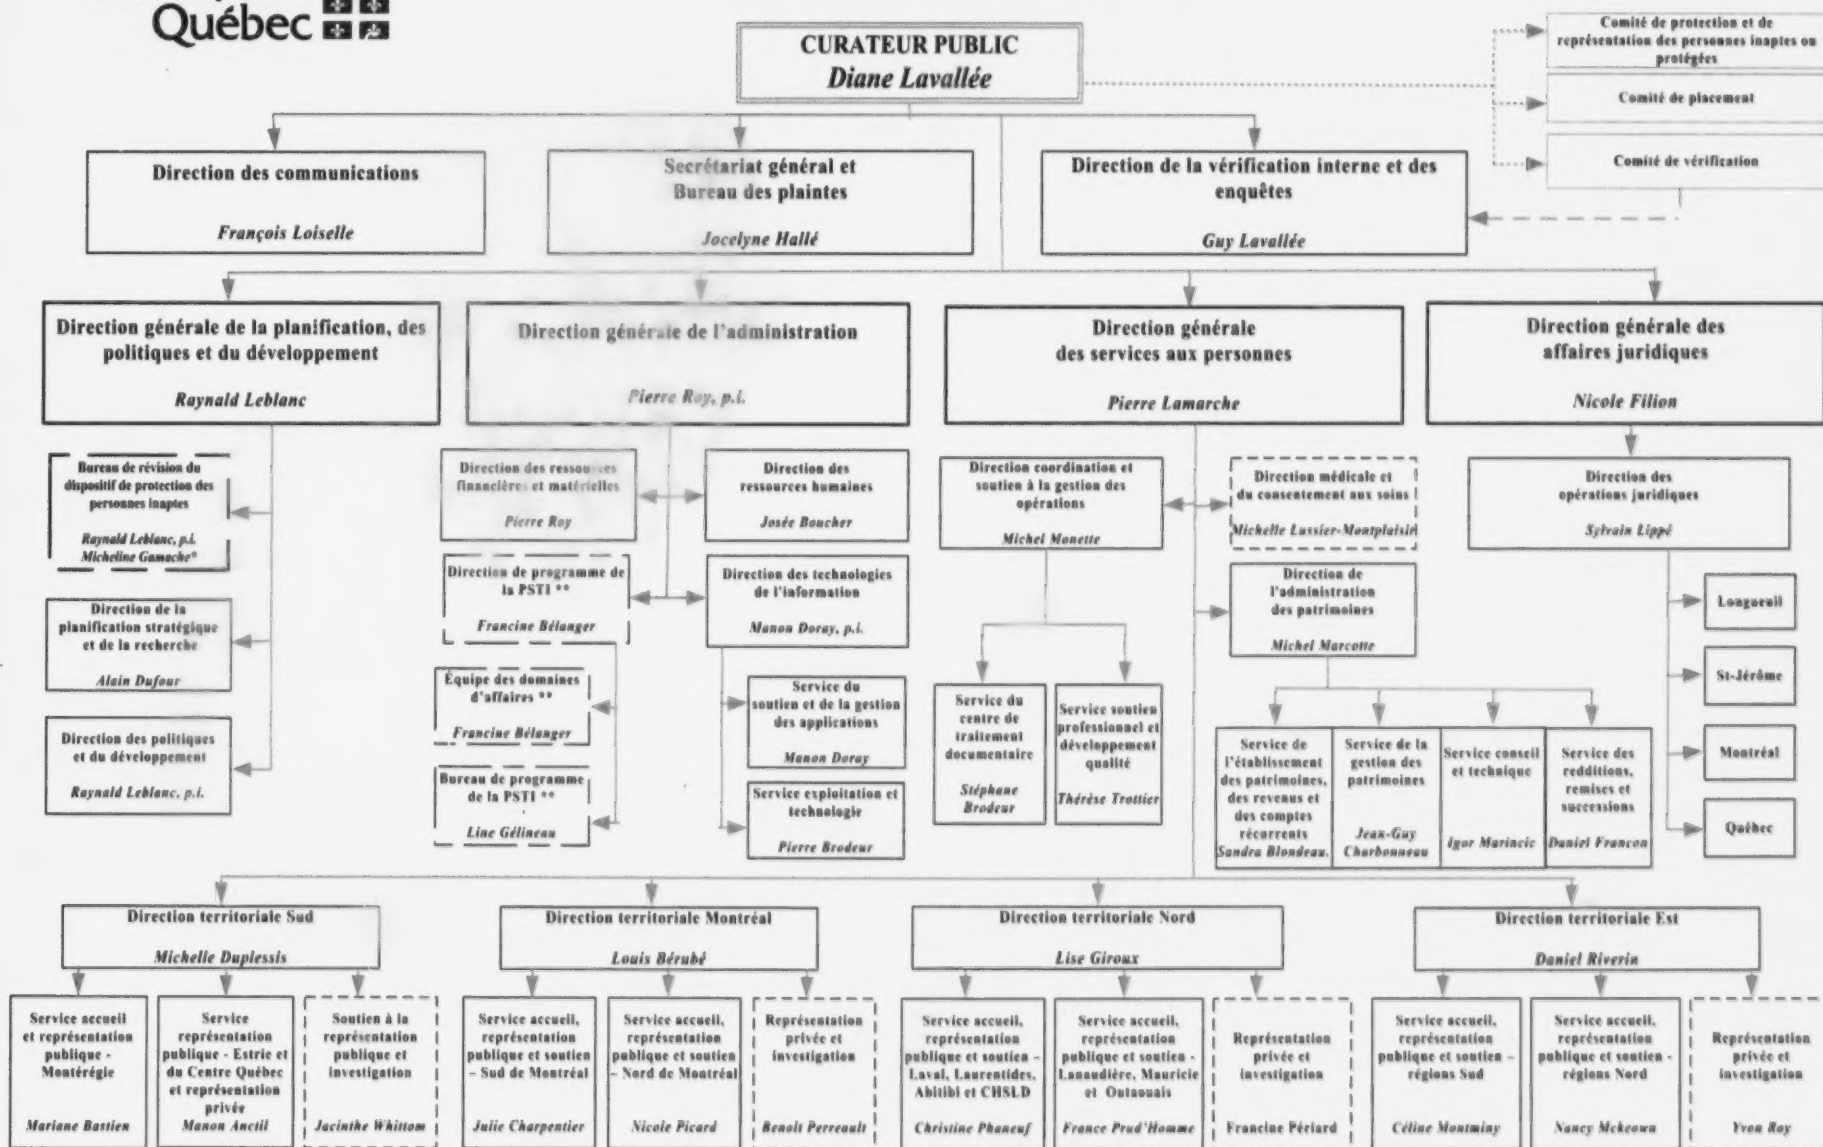 Québec
CURATEUR PUBLIC
Diane Lavallée
Comité de protection et de
représentation des personnes inaptes ou
protégées
Comité de placement
Comité de vérification
Direction des communications
François Loiselle
Secrétariat général et
Bureau des plaintes
Jocelyne Hallé
Direction de la vérification interne et des
enquêtes
Guy Lavallée
Direction générale de la planification, des
politiques et du développement
Raynald Leblanc
Direction générale de l'administration
Pierre Roy, p.i.
Direction générale
des services aux personnes
Pierre Lamarche
Direction générale des
affaires juridiques
Nicole Filion
Bureau de révision du
dispositif de protection des
personnes inaptes
Raynald Leblanc, p.i.
Micheline Gamache*
Direction de la
planification stratégique
et de la recherche
Alain Dufour
Direction des politiques
et du développement
Raynald Leblanc, p.i.
Direction des ressources
financières et matérielles
Pierre Roy
Direction des
ressources humaines
Josée Boucher
Direction de programme de
la PSTI **
Francine Bélanger
Direction des technologies
de l'information
Manon Doray, p.i.
Équipe des domaines
d'affaires **
Francine Bélanger
Bureau de programme
de la PSTI **
Line Gélineau
Service du
soutien et de la gestion
des applications
Manon Doray
Service exploitation et
technologie
Pierre Brodeur
Direction coordination et
soutien à la gestion des
opérations
Michel Monette
Direction médicale et
du consentement aux soins
Michelle Lussier-Montplaisir
Direction de
l'administration
des patrimoines
Michel Marcotte
Service du
centre de
traitement
documentaire
Stéphane
Brodeur
Service soutien
professionnel et
développement
qualité
Thérèse Trottier
Service de
l'établissement
des patrimoines,
des revenus et
des comptes
récurrents
Sandra Blondeau.
Service de la
gestion des
patrimoines
Jean-Guy
Charbonneau
Service conseil
et technique
Igor Marincic
Service des
redditions,
remises et
successions
Daniel Francon
Direction des
opérations juridiques
Sylvain Lippé
Longueuil
St-Jérôme
Montréal
Québec
Direction territoriale Sud
Michelle Duplessis
Direction territoriale Montréal
Louis Bérubé
Direction territoriale Nord
Lise Giroux
Direction territoriale Est
Daniel Riverin
Service accueil
et représentation
publique -
Montérégie
Mariane Bastien
Service
représentation
publique - Estrie et
du Centre Québec
et représentation
privée
Manon Anctil
Soutien à la
représentation
publique et
investigation
Jacinthe Whittom
Service accueil,
représentation
publique et soutien
– Sud de Montréal
Julie Charpentier
Service accueil,
représentation
publique et soutien
– Nord de Montréal
Nicole Picard
Représentation
privée et
investigation
Benoît Perreault
Service accueil,
représentation
publique et soutien –
Laval, Laurentides,
Abitibi et CHSLD
Christine Phaneuf
Service accueil,
représentation
publique et soutien -
Lanaudière, Mauricie
et Outaouais
France Prud'Homme
Représentation
privée et
investigation
Francine Périard
Service accueil,
représentation
publique et soutien –
régions Sud
Céline Montminy
Service accueil,
représentation
publique et soutien -
régions Nord
Nancy Mckeown
Représentation
privée et
investigation
Yvon Roy